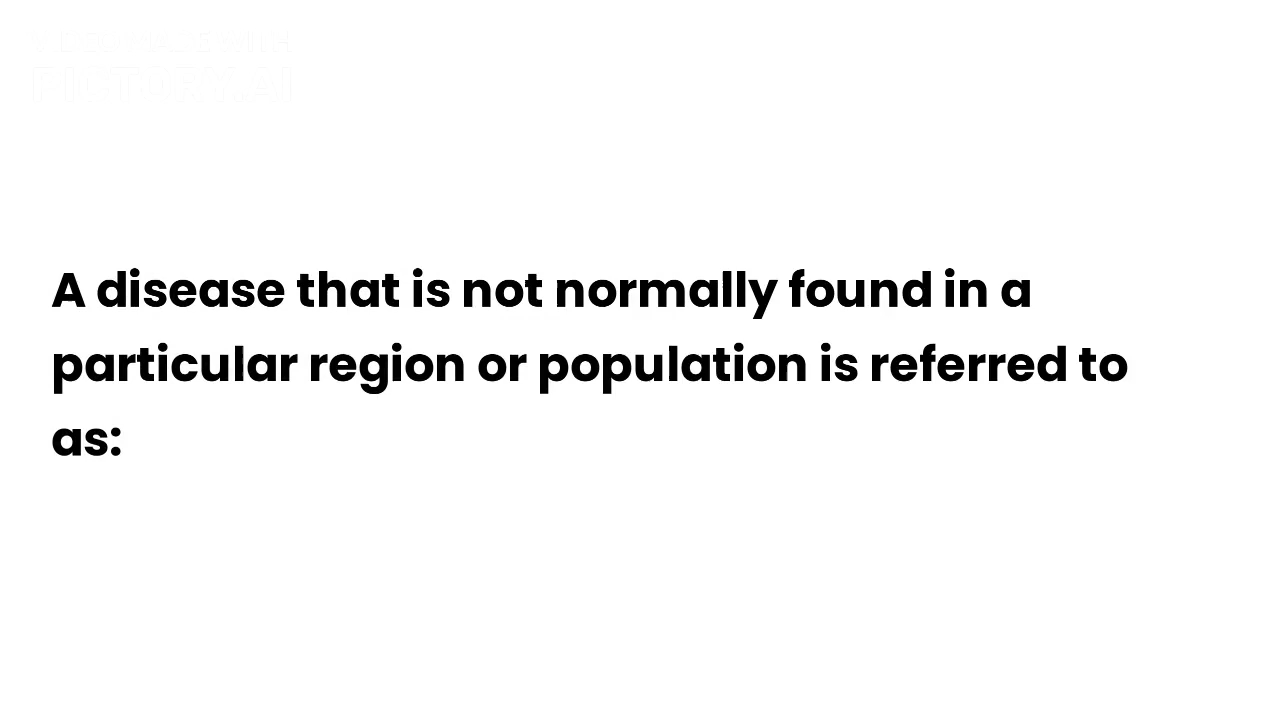 A disease that is not normally found in a
particular region or population is referred to
as: